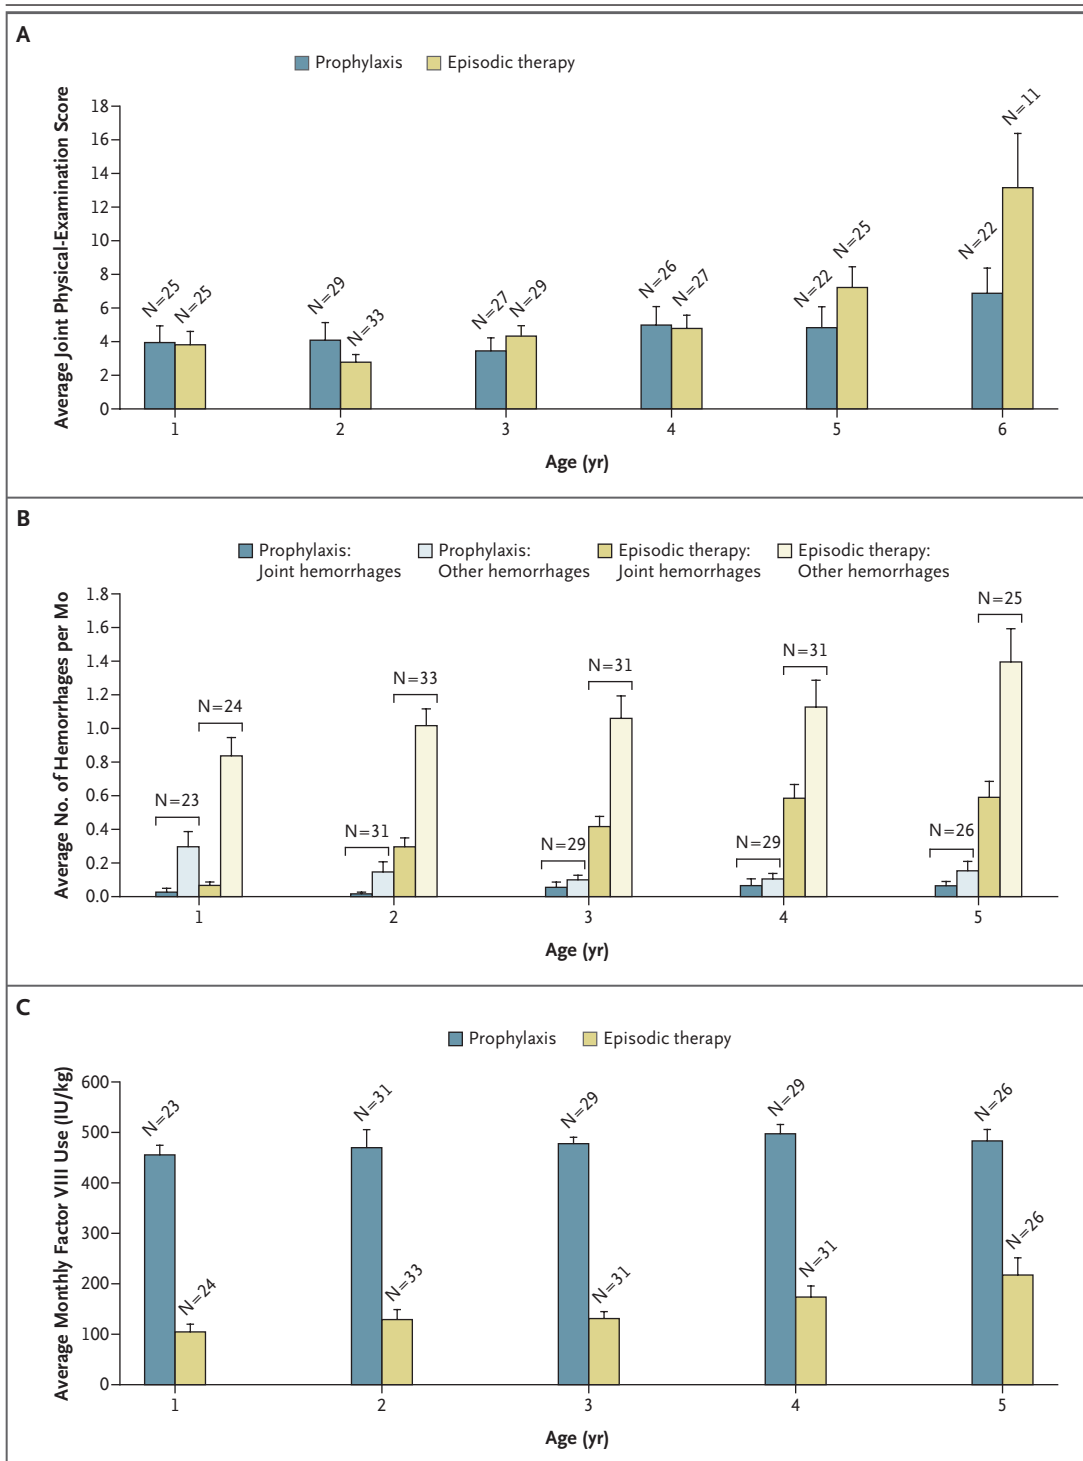 A
Prophylaxis Episodic therapy
Average Joint Physical-Examination Score
18
16
14
12
10
8
6
4
2
0
N=25 N=25 N=29 N=33 N=27 N=29 N=26 N=27 N=22 N=25 N=22 N=11
1 2 3 4 5 6
Age (yr)
B
Prophylaxis: Joint hemorrhages
Prophylaxis: Other hemorrhages
Episodic therapy: Joint hemorrhages
Episodic therapy: Other hemorrhages
Average No. of Hemorrhages per Mo
1.8
1.6
1.4
1.2
1.0
0.8
0.6
0.4
0.2
0.0
N=23 N=24 N=31 N=33 N=29 N=31 N=29 N=31 N=26 N=25
1 2 3 4 5
Age (yr)
C
Prophylaxis Episodic therapy
Average Monthly Factor VIII Use (IU/kg)
600
500
400
300
200
100
0
N=23 N=24 N=31 N=33 N=29 N=31 N=29 N=31 N=26 N=26
1 2 3 4 5
Age (yr)